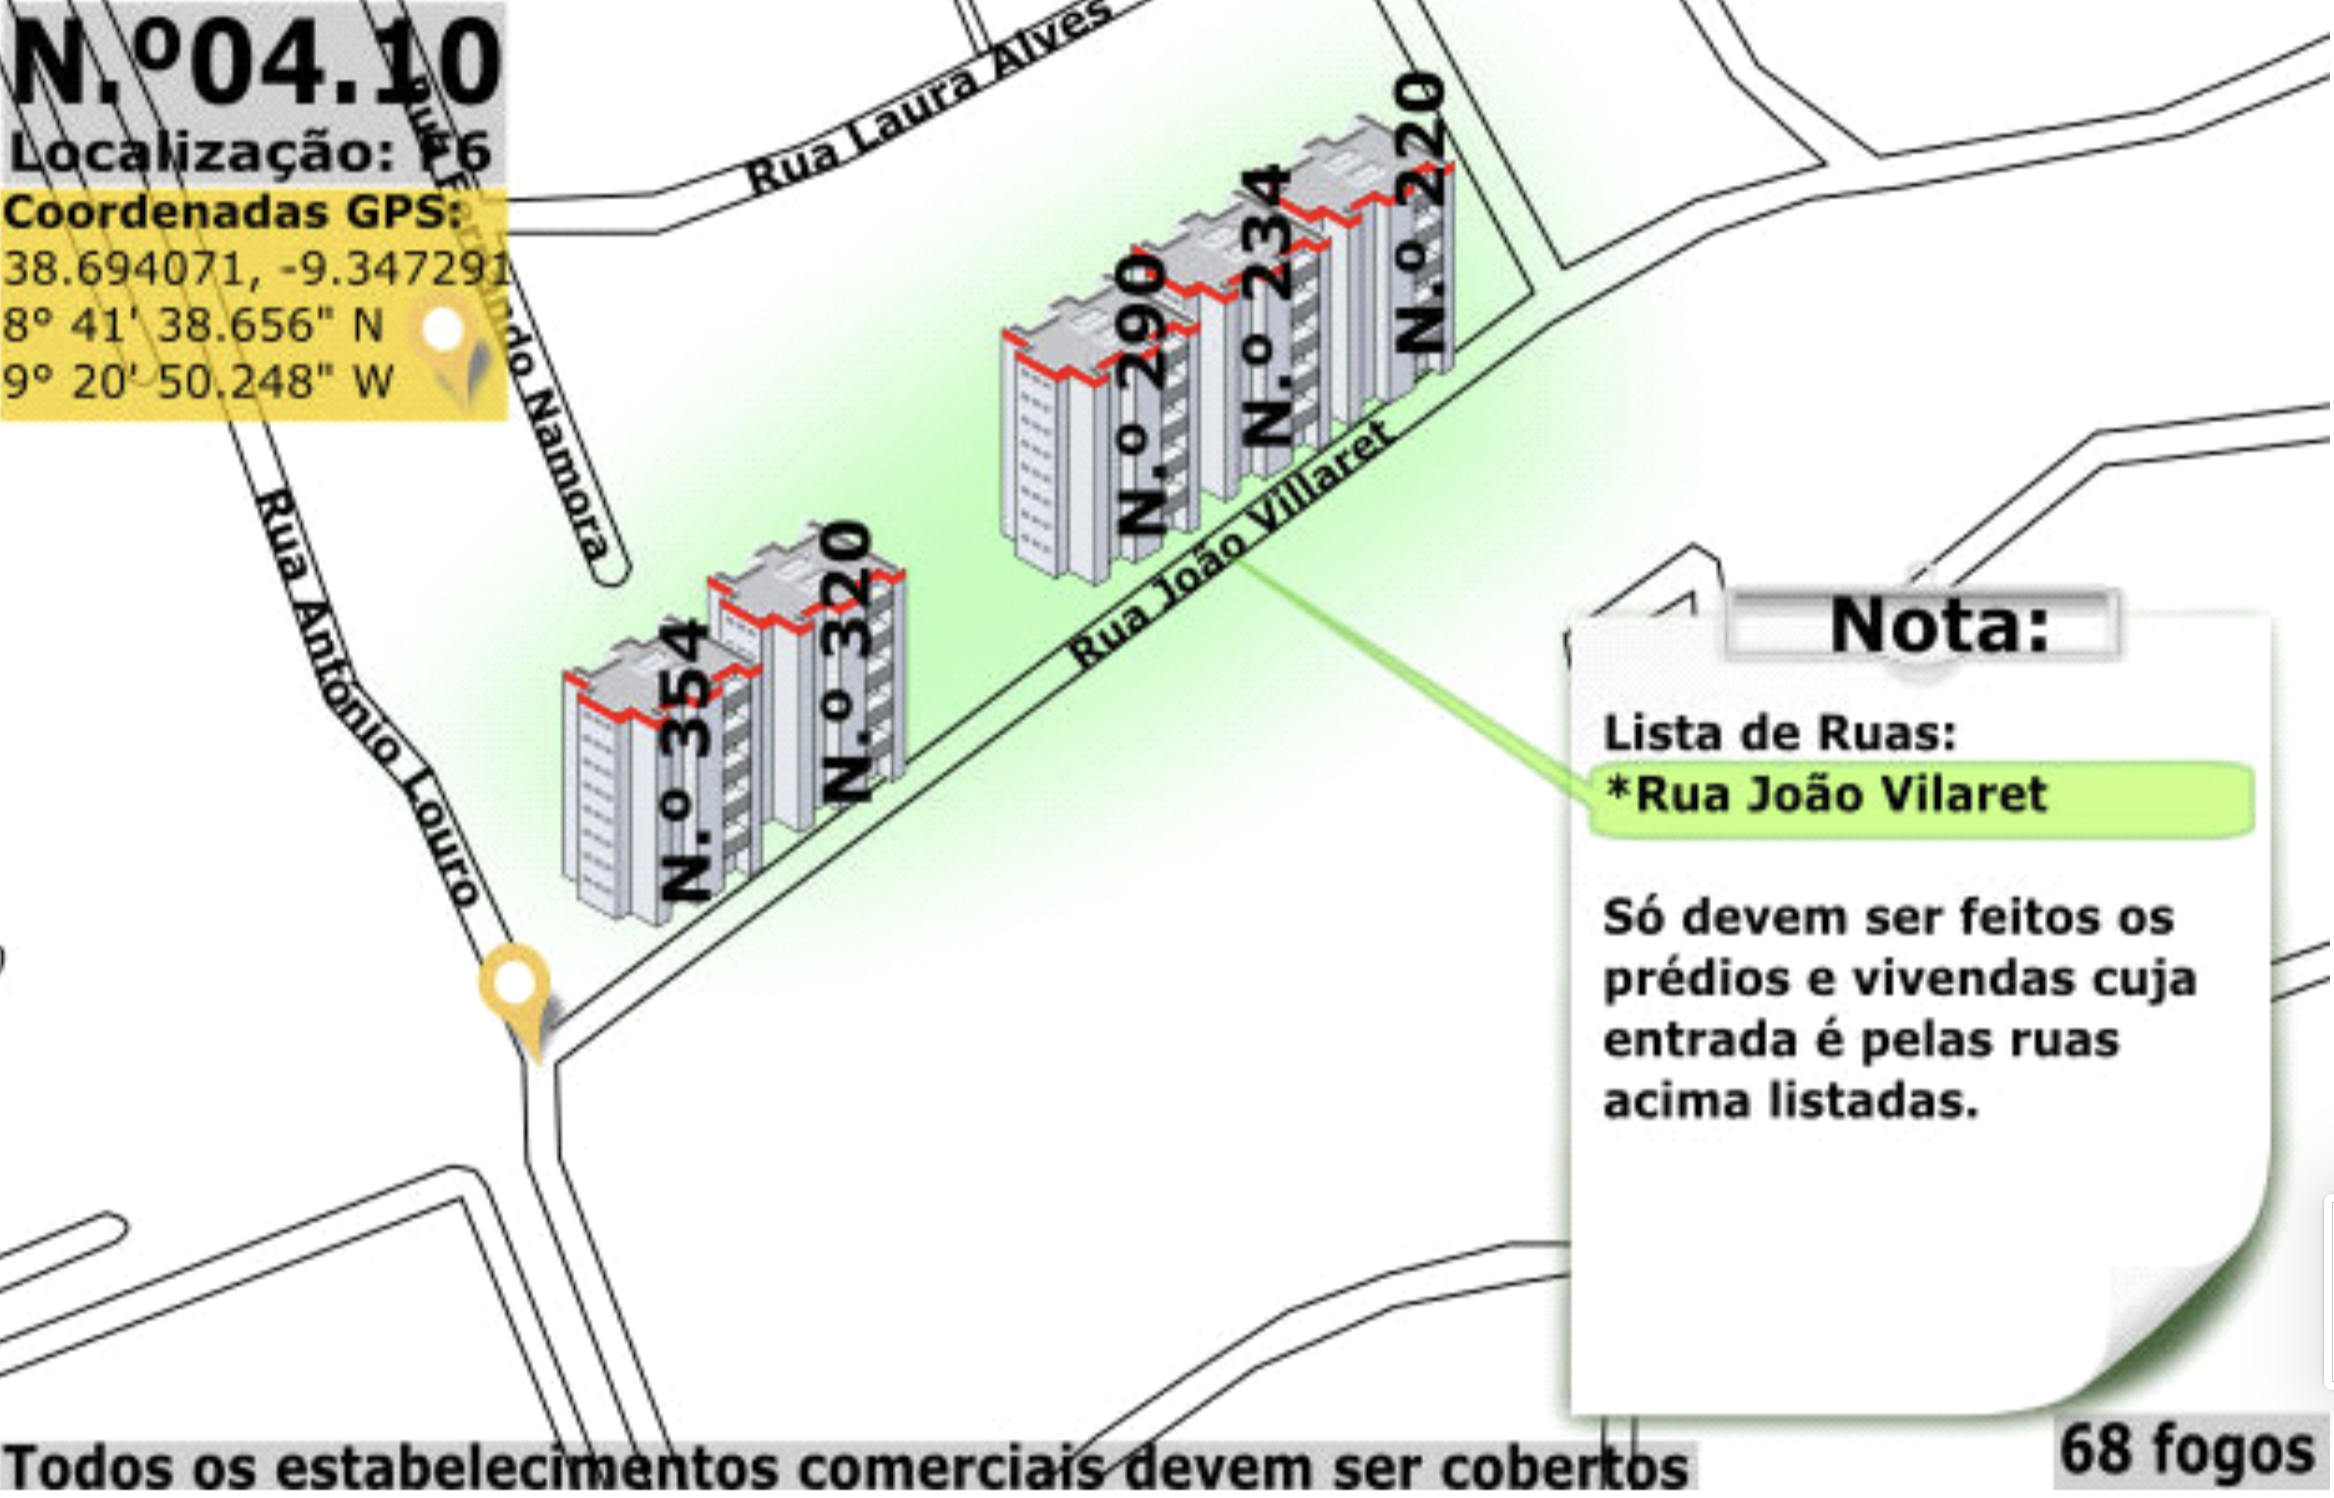 N.º04.10
Localização: F6
Coordenadas GPS:
38.694071, -9.347291
8° 41' 38.656" N
9° 20' 50.248" W
Rua Laura Alves
Rua Fernando Namora
Rua António Louro
N.º 220
N.º 234
N.º 290
N.º 320
N.º 354
Rua João Villaret
Nota:
Lista de Ruas:
*Rua João Vilaret
Só devem ser feitos os
prédios e vivendas cuja
entrada é pelas ruas
acima listadas.
Todos os estabelecimentos comerciais devem ser cobertos
68 fogos